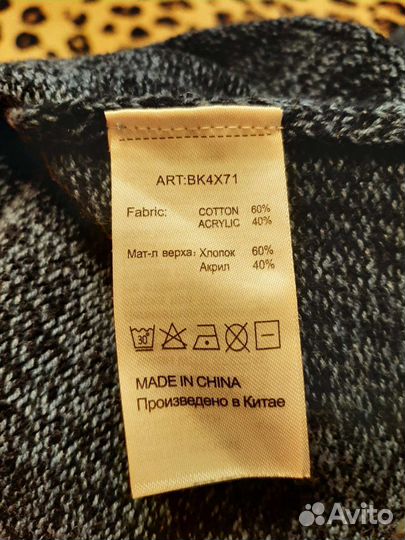 ART:BK4X71
Fabric: COTTON 60%
ACRYLIC 40%
Мат-л верха: Хлопок 60%
Акрил 40%
30°
MADE IN CHINA
Произведено в Китае
Avito